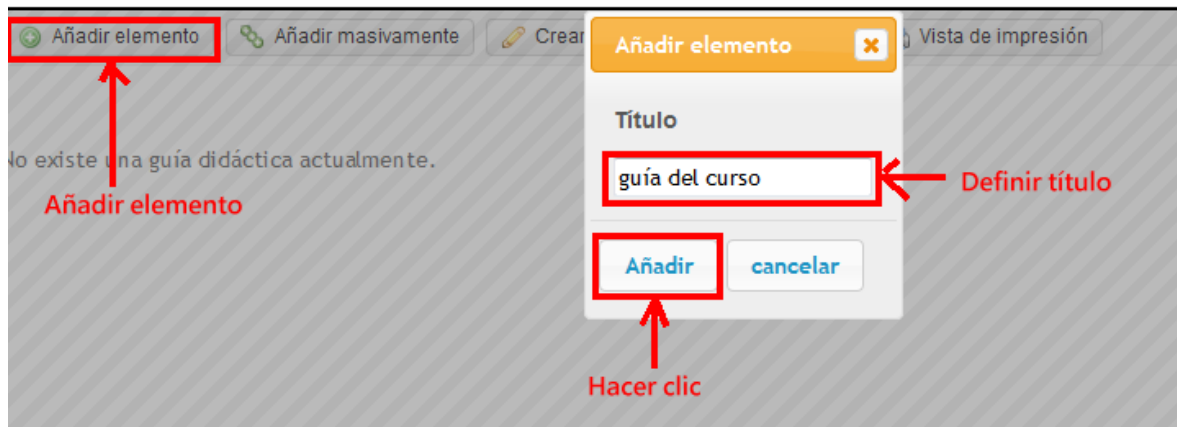 Añadir elemento
Añadir masivamente
Crear
Vista de impresión
Añadir elemento
Título
guía del curso
Definir título
Añadir
cancelar
Hacer clic
No existe una guía didáctica actualmente.
Añadir elemento